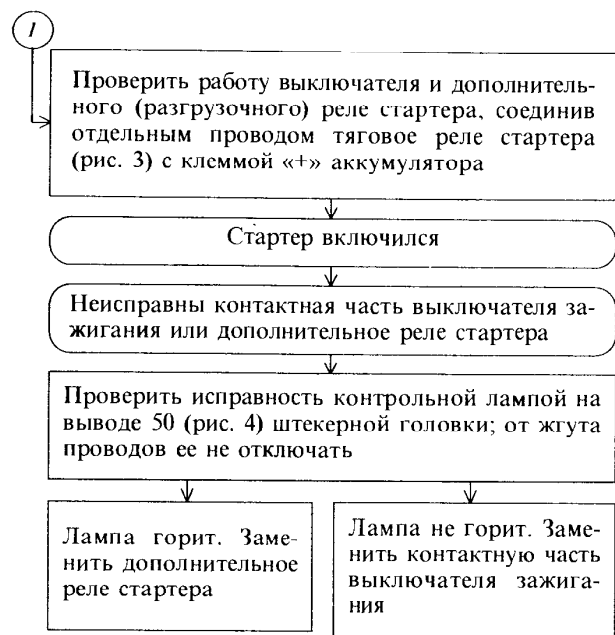 1
Проверить работу выключателя и дополнитель-
ного (разгрузочного) реле стартера, соединив
отдельным проводом тяговое реле стартера
(рис. 3) с клеммой «+» аккумулятора
Стартер включился
Неисправны контактная часть выключателя за-
жигания или дополнительное реле стартера
Проверить исправность контрольной лампой на
выводе 50 (рис. 4) штекерной головки; от жгута
проводов ее не отключать
Лампа горит. Заме-
нить дополнительное
реле стартера
Лампа не горит. Заме-
нить контактную часть
выключателя зажига-
ния